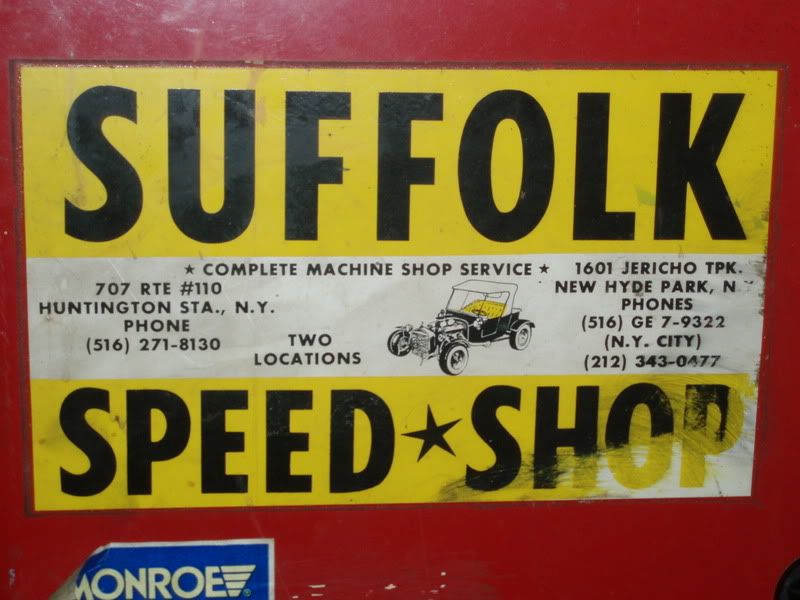 SUFFOLK
★ COMPLETE MACHINE SHOP SERVICE ★
707 RTE #110
HUNTINGTON STA., N.Y.
PHONE
(516) 271-8130
TWO
LOCATIONS
1601 JERICHO TPK.
NEW HYDE PARK, N
PHONES
(516) GE 7-9322
(N.Y. CITY)
(212) 343-0477
SPEED★SHOP
MONROE